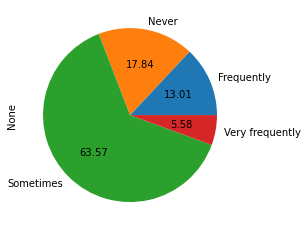 Never
17.84
Frequently
13.01
None
5.58
Very frequently
63.57
Sometimes